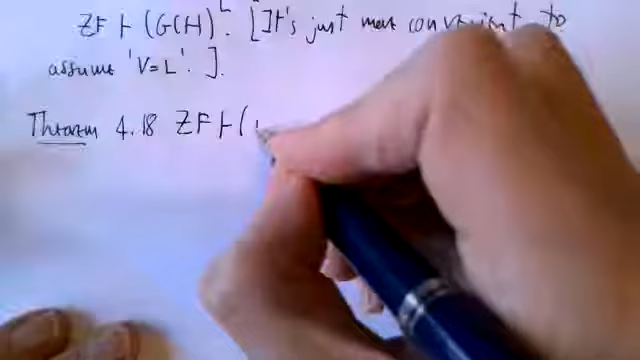 ZF ⊢ (GCH)^L. [It's just more convenient to
assume 'V=L'.].
Theorem 4.18 ZF ⊢ (